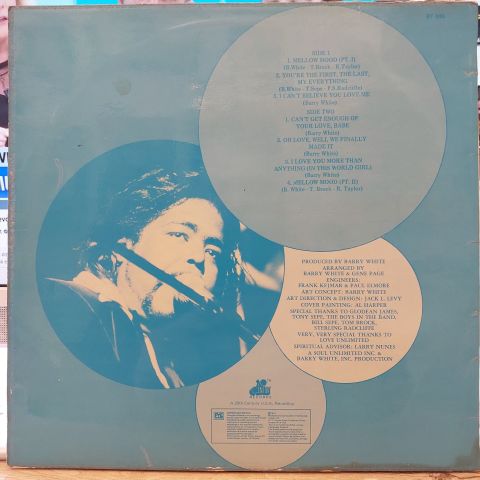 SIDE 1
1. MELLOW MOOD (PT. I)
(B. White - T. Brock - R. Taylor)
2. YOU'RE THE FIRST, THE LAST,
MY EVERYTHING
(B. White - T. Sepe - P. S. Radcliffe)
3. I CAN'T BELIEVE YOU LOVE ME
(Barry White)
SIDE TWO
1. CAN'T GET ENOUGH OF
YOUR LOVE, BABE
(Barry White)
2. OH LOVE, WELL WE FINALLY
MADE IT
(Barry White)
3. I LOVE YOU MORE THAN
ANYTHING (IN THIS WORLD GIRL)
(Barry White)
4. MELLOW MOOD (PT. II)
(B. White - T. Brock - R. Taylor)
PRODUCED BY BARRY WHITE
ARRANGED BY
BARRY WHITE & GENE PAGE
ENGINEERS:
FRANK KEJMAR & PAUL ELMORE
ART CONCEPT: BARRY WHITE
ART DIRECTION & DESIGN: JACK L. LEVY
COVER PAINTING: AL HARPER
SPECIAL THANKS TO GLODEAN JAMES,
TONY SEPE, THE BOYS IN THE BAND,
BILL SEPE, TOM BROCK,
STERLING RADCLIFFE
VERY, VERY SPECIAL THANKS TO
LOVE UNLIMITED
SPIRITUAL ADVISOR: LARRY NUNES
A SOUL UNLIMITED INC. &
BARRY WHITE, INC. PRODUCTION
RECORDS